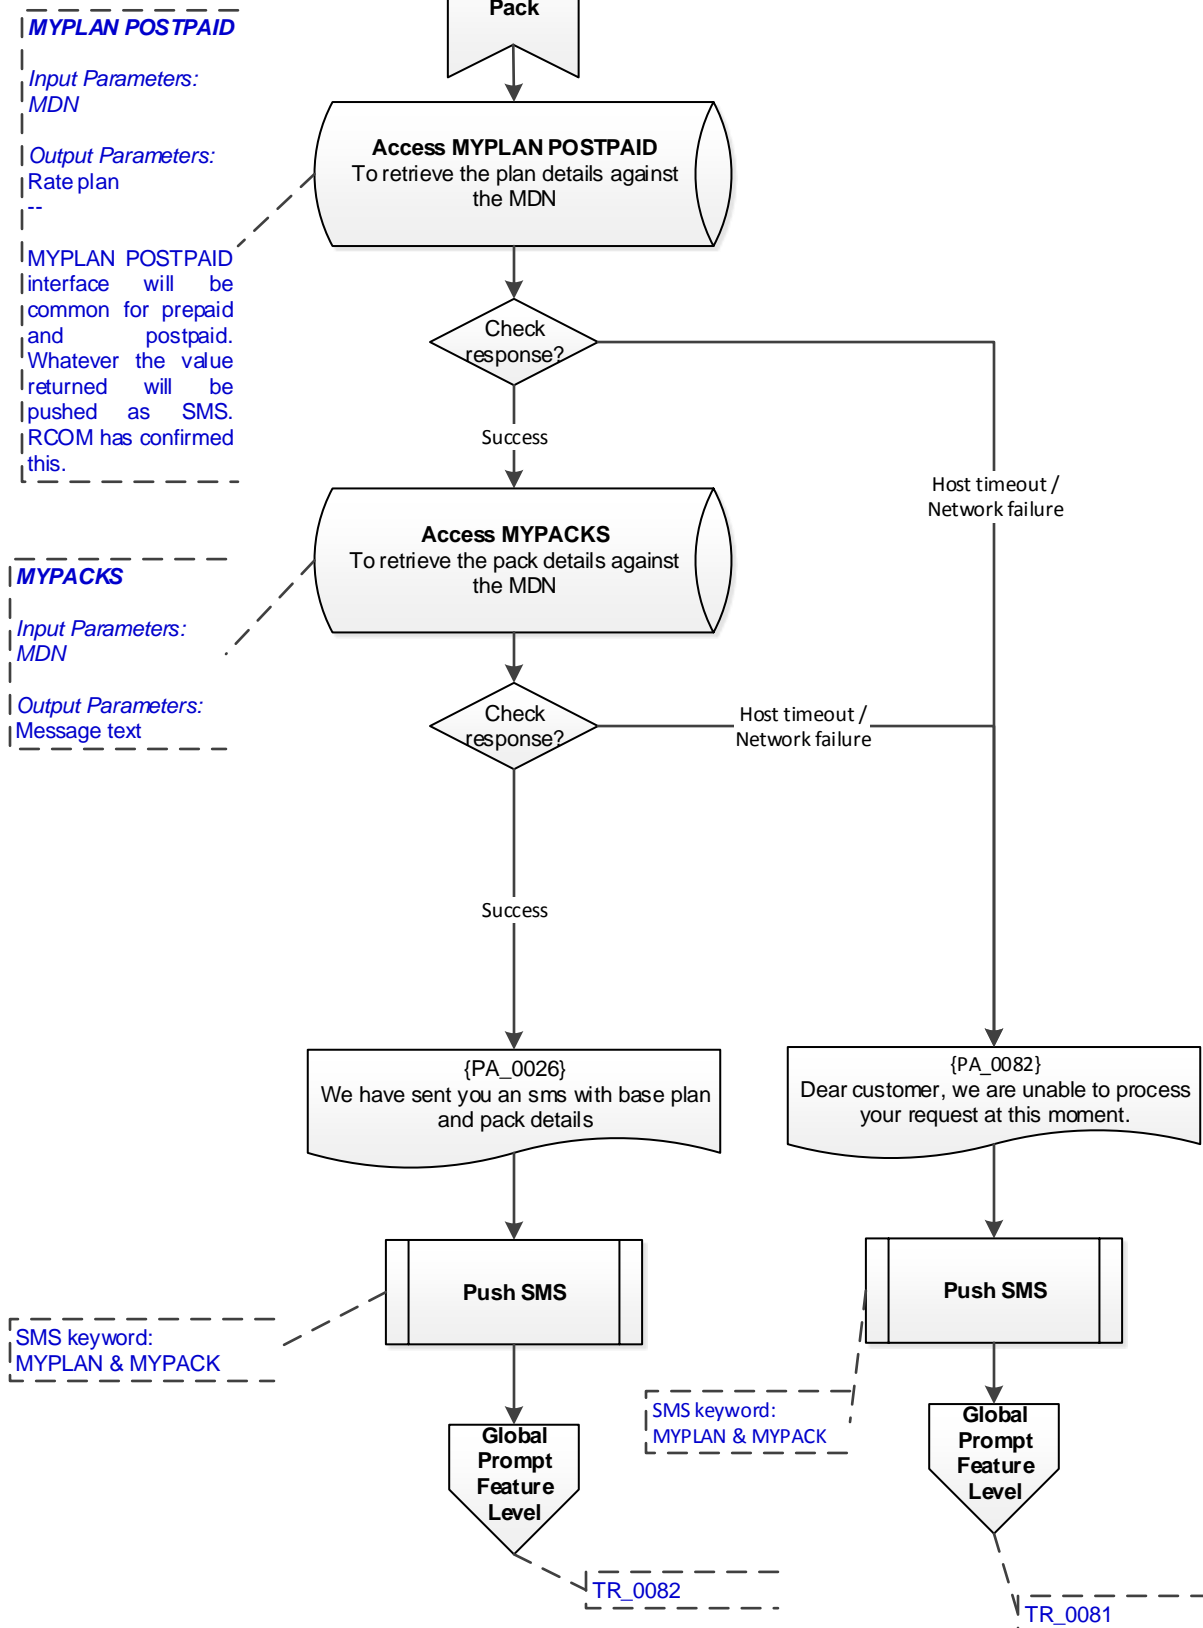 Pack
MYPLAN POSTPAID
Input Parameters:
MDN
Output Parameters:
Rate plan
--
MYPLAN POSTPAID
interface will be
common for prepaid
and postpaid.
Whatever the value
returned will be
pushed as SMS.
RCOM has confirmed
this.
Access MYPLAN POSTPAID
To retrieve the plan details against
the MDN
Check
response?
Success
Host timeout /
Network failure
Access MYPACKS
To retrieve the pack details against
the MDN
MYPACKS
Input Parameters:
MDN
Output Parameters:
Message text
Check
response?
Host timeout /
Network failure
Success
{PA_0026}
We have sent you an sms with base plan
and pack details
{PA_0082}
Dear customer, we are unable to process
your request at this moment.
Push SMS
Push SMS
SMS keyword:
MYPLAN & MYPACK
SMS keyword:
MYPLAN & MYPACK
Global
Prompt
Feature
Level
Global
Prompt
Feature
Level
TR_0082
TR_0081